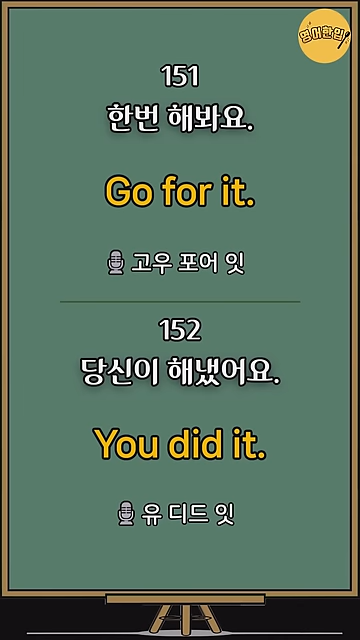 영어한입
151
한번 해봐요.
Go for it.
고우 포어 잇
152
당신이 해냈어요.
You did it.
유 디드 잇